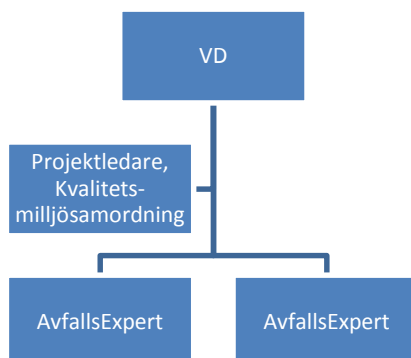 VD
Projektledare,
Kvalitets-
milljösamordning
AvfallsExpert
AvfallsExpert